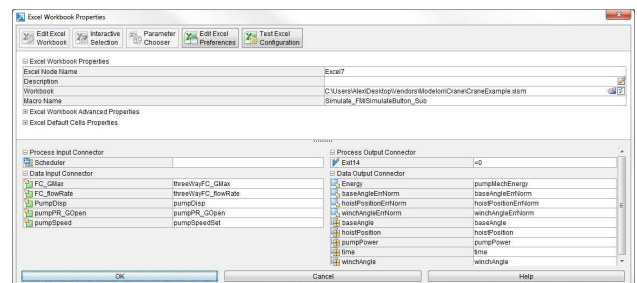 Excel Workbook Properties
Edit Excel Workbook
Interactive Selection
Parameter Chooser
Edit Excel Preferences
Test Excel Configuration
Excel Workbook Properties
Excel Node Name Excel7
Description
Workbook C:\Users\Alex\Desktop\Vendors\Modelon\Crane\CraneExample.xlsm
Macro Name Simulate_FMISimulateButton_Sub
Excel Workbook Advanced Properties
Excel Default Cells Properties
Process Input Connector
Scheduler
Data Input Connector
FC_GMax threeWayFC_GMax
FC_flowRate threeWayFC_flowRate
PumpDisp pumpDisp
pumpPR_GOpen pumpPR_GOpen
pumpSpeed pumpSpeedSet
Process Output Connector
Exit14 =0
Data Output Connector
Energy pumpMechEnergy
baseAngleErrNorm baseAngleErrNorm
hoistPositionErrNorm hoistPositionErrNorm
winchAngleErrNorm winchAngleErrNorm
baseAngle baseAngle
hoistPosition hoistPosition
pumpPower pumpPower
time time
winchAngle winchAngle
OK Cancel Help